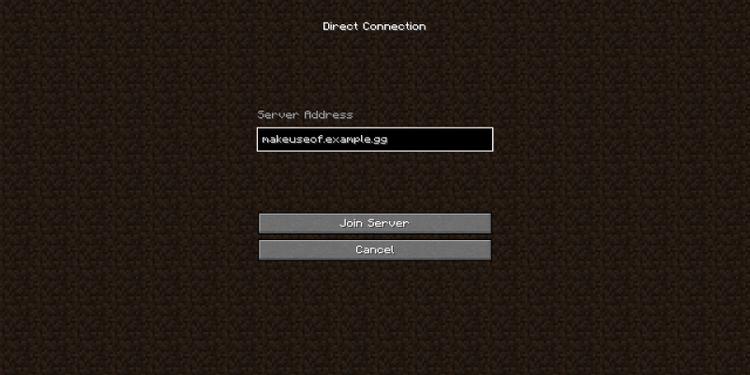 Direct Connection
Server Address
makeuseof.example.gg
Join Server
Cancel